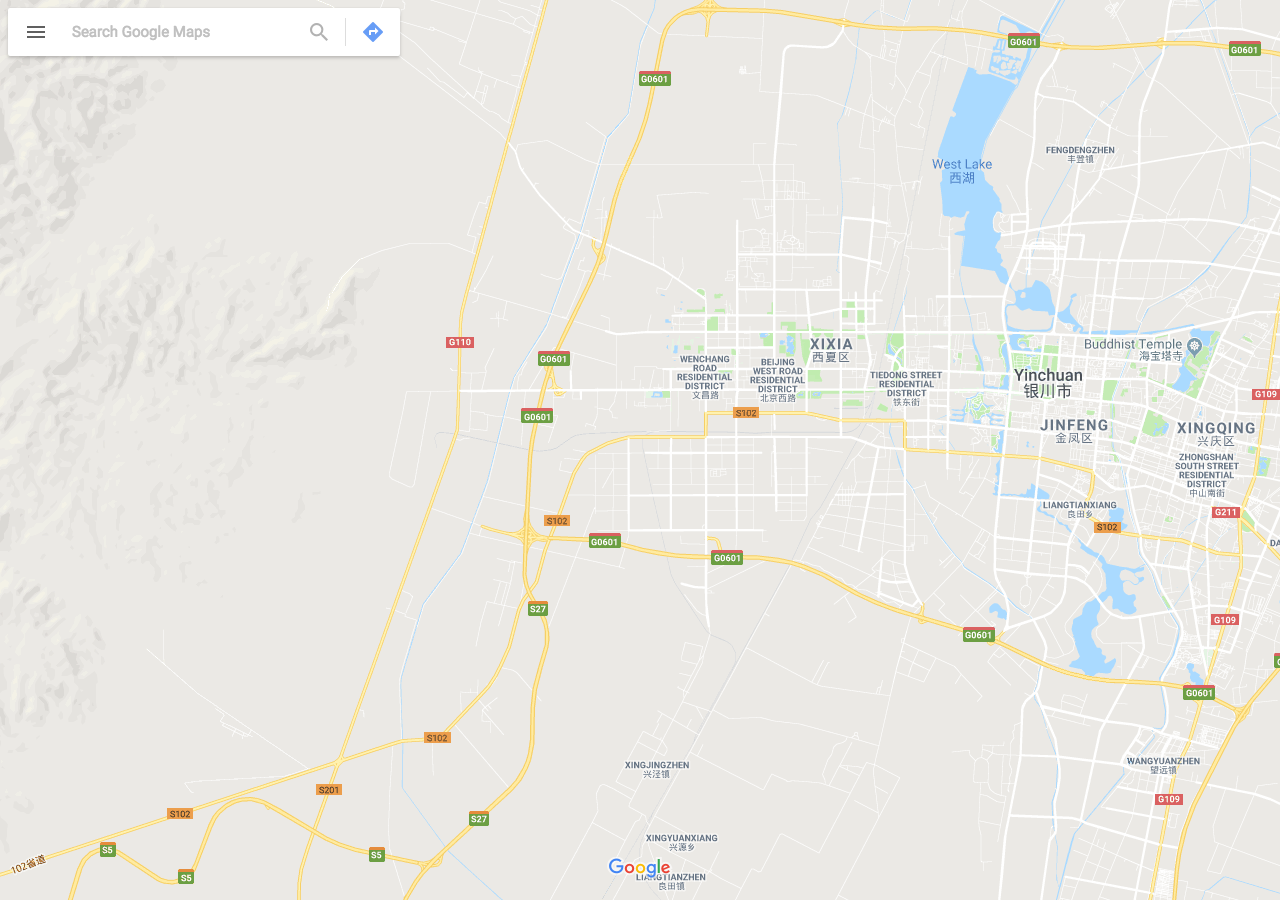 Search Google Maps
G0601
G0601
G0601
West Lake
西湖
FENGDENGZHEN
丰登镇
G110
G0601
XIXIA
西夏区
Buddhist Temple
海宝塔寺
WENCHANG
ROAD
RESIDENTIAL
DISTRICT
文昌路
BEIJING
WEST ROAD
RESIDENTIAL
DISTRICT
北京西路
TIEDONG STREET
RESIDENTIAL
DISTRICT
铁东街
Yinchuan
银川市
G109
G0601
S102
JINFENG
金凤区
XINGQING
兴庆区
ZHONGSHAN
SOUTH STREET
RESIDENTIAL
DISTRICT
中山南街
LIANGTIANXIANG
良田乡
G211
S102
S102
G0601
G0601
DA
S27
G109
G0601
G0601
S102
XINGJINGZHEN
兴泾镇
WANGYUANZHEN
望远镇
S201
G109
S102
S27
XINGYUANXIANG
兴源乡
S5
S5
102省道
Google
LIANGTIANZHEN
良田镇
S5